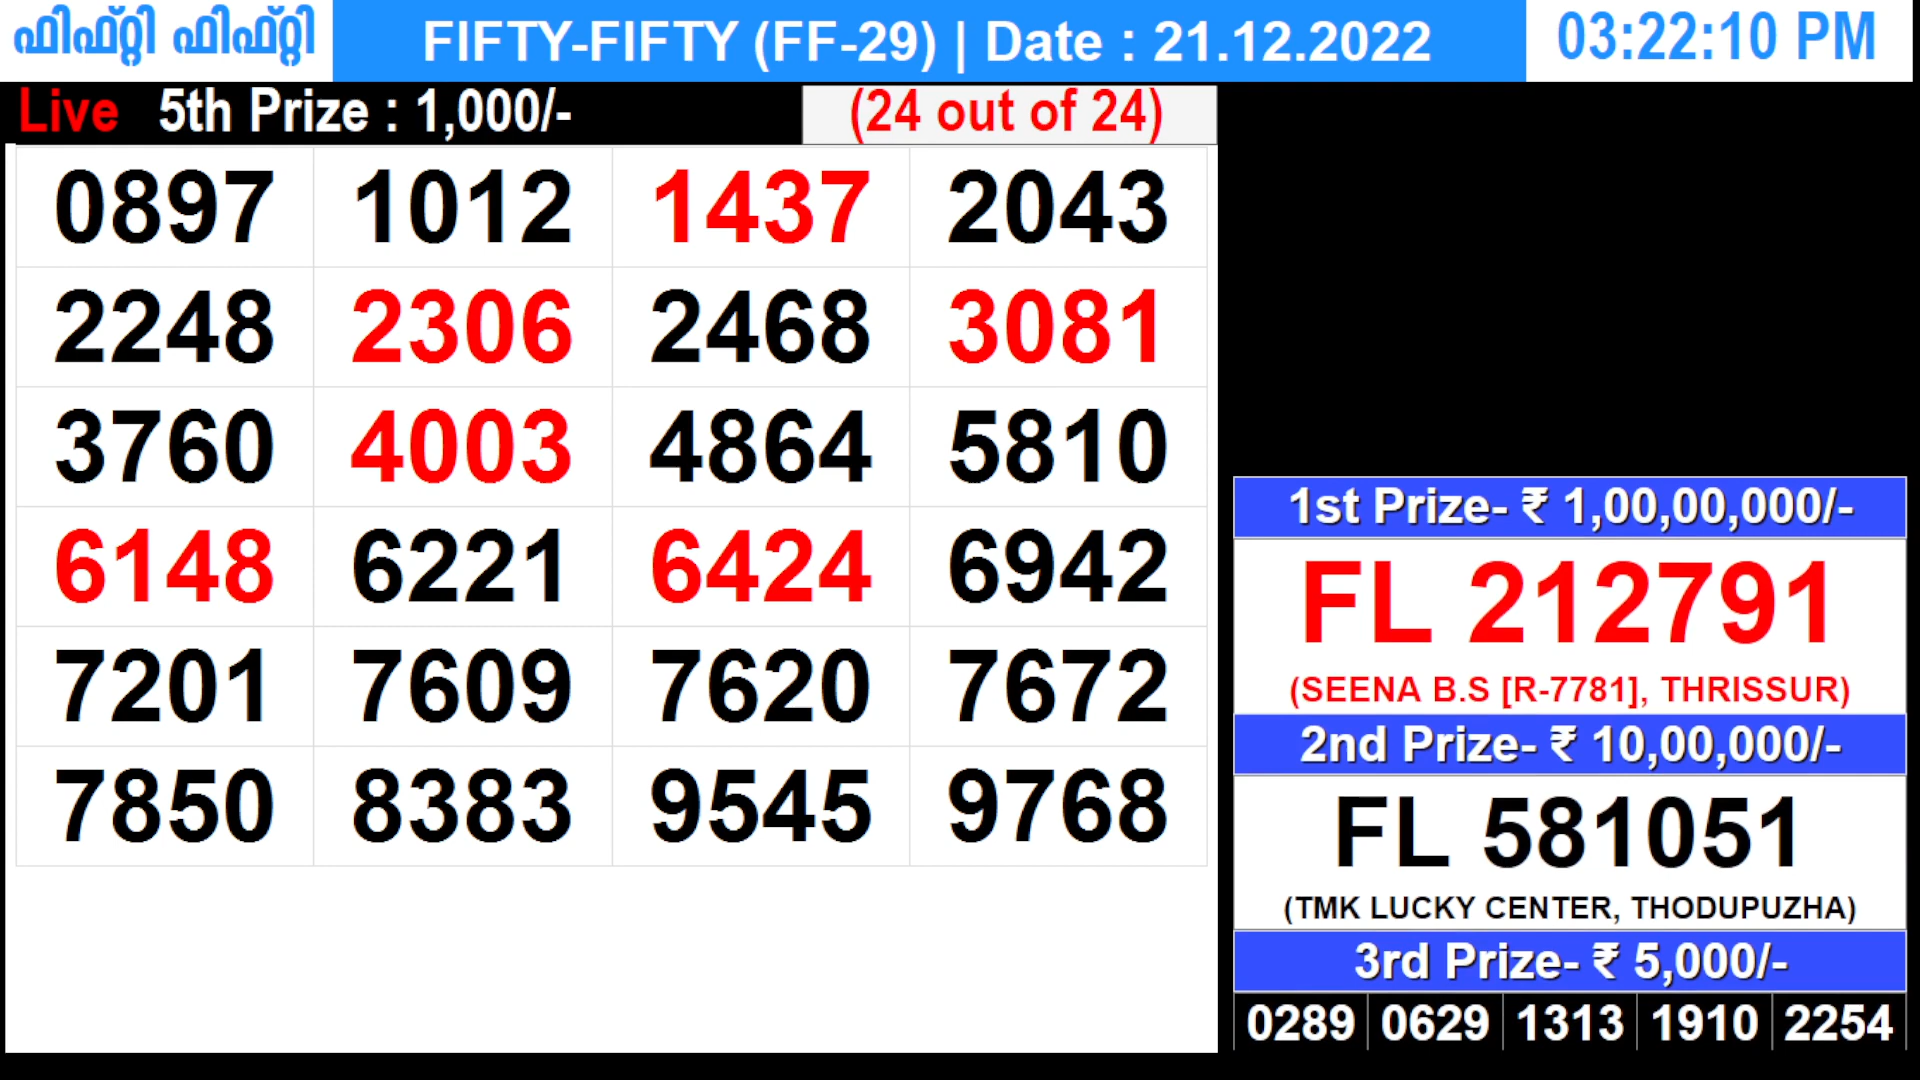 ഫിഫ്റ്റി ഫിഫ്റ്റി
FIFTY-FIFTY (FF-29) | Date : 21.12.2022
03:22:10 PM
Live 5th Prize : 1,000/-
(24 out of 24)
0897 1012 1437 2043
2248 2306 2468 3081
3760 4003 4864 5810
6148 6221 6424 6942
7201 7609 7620 7672
7850 8383 9545 9768
1st Prize- ₹ 1,00,00,000/-
FL 212791
(SEENA B.S [R-7781], THRISSUR)
2nd Prize- ₹ 10,00,000/-
FL 581051
(TMK LUCKY CENTER, THODUPUZHA)
3rd Prize- ₹ 5,000/-
0289 0629 1313 1910 2254